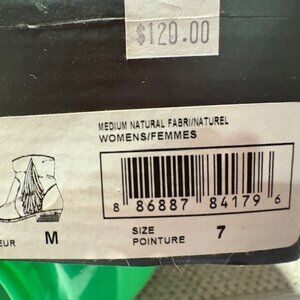 $120.00
MEDIUM NATURAL FABRI/NATUREL
WOMENS/FEMMES
8 86887 84179 6
EUR M
SIZE
POINTURE 7